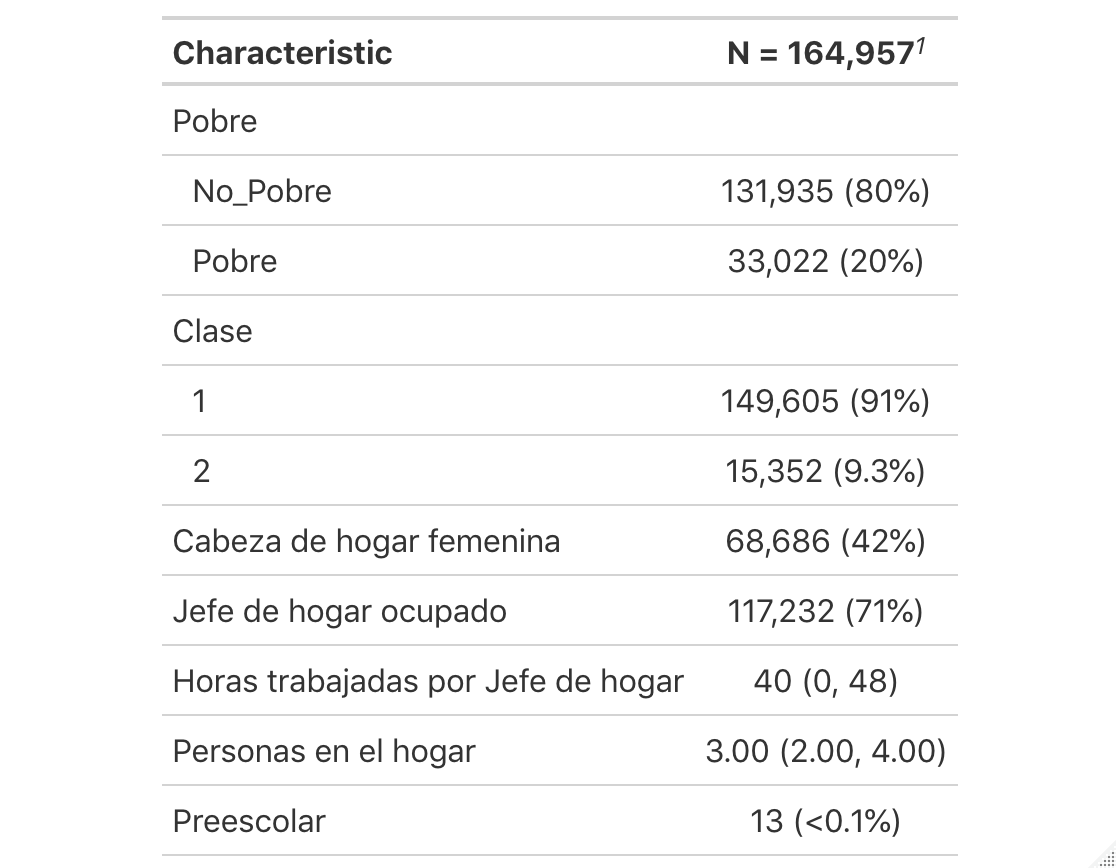 Characteristic N = 164,957¹
Pobre
No_Pobre 131,935 (80%)
Pobre 33,022 (20%)
Clase
1 149,605 (91%)
2 15,352 (9.3%)
Cabeza de hogar femenina 68,686 (42%)
Jefe de hogar ocupado 117,232 (71%)
Horas trabajadas por Jefe de hogar 40 (0, 48)
Personas en el hogar 3.00 (2.00, 4.00)
Preescolar 13 (<0.1%)